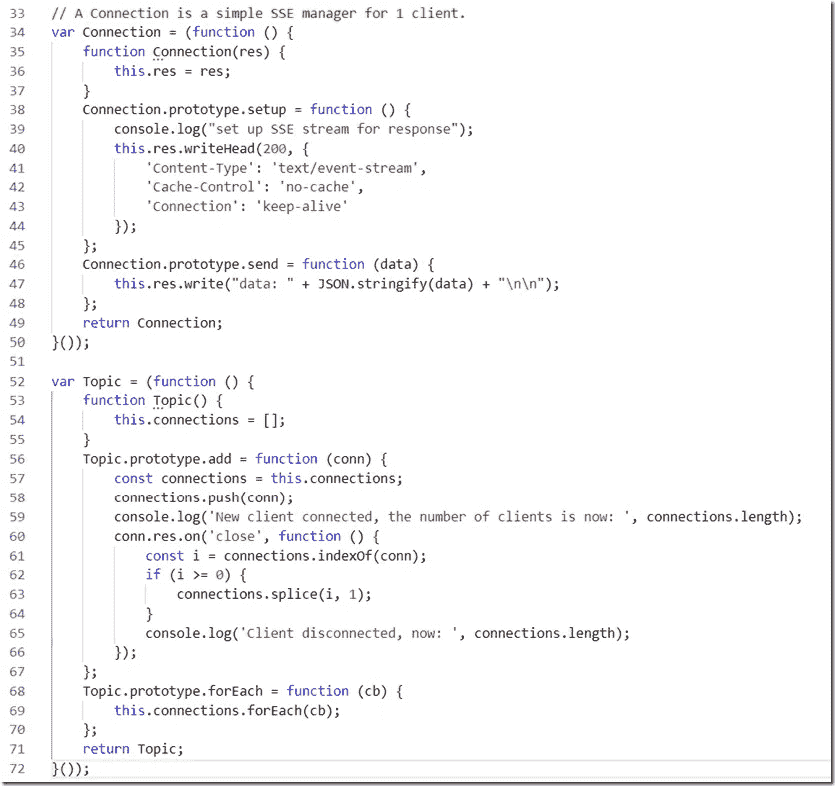 33 // A Connection is a simple SSE manager for 1 client.
34 var Connection = (function () {
35     function Connection(res) {
36         this.res = res;
37     }
38     Connection.prototype.setup = function () {
39         console.log("set up SSE stream for response");
40         this.res.writeHead(200, {
41             'Content-Type': 'text/event-stream',
42             'Cache-Control': 'no-cache',
43             'Connection': 'keep-alive'
44         });
45     };
46     Connection.prototype.send = function (data) {
47         this.res.write("data: " + JSON.stringify(data) + "\n\n");
48     };
49     return Connection;
50 }());
51
52 var Topic = (function () {
53     function Topic() {
54         this.connections = [];
55     }
56     Topic.prototype.add = function (conn) {
57         const connections = this.connections;
58         connections.push(conn);
59         console.log('New client connected, the number of clients is now: ', connections.length);
60         conn.res.on('close', function () {
61             const i = connections.indexOf(conn);
62             if (i >= 0) {
63                 connections.splice(i, 1);
64             }
65             console.log('Client disconnected, now: ', connections.length);
66         });
67     };
68     Topic.prototype.forEach = function (cb) {
69         this.connections.forEach(cb);
70     };
71     return Topic;
72 }());